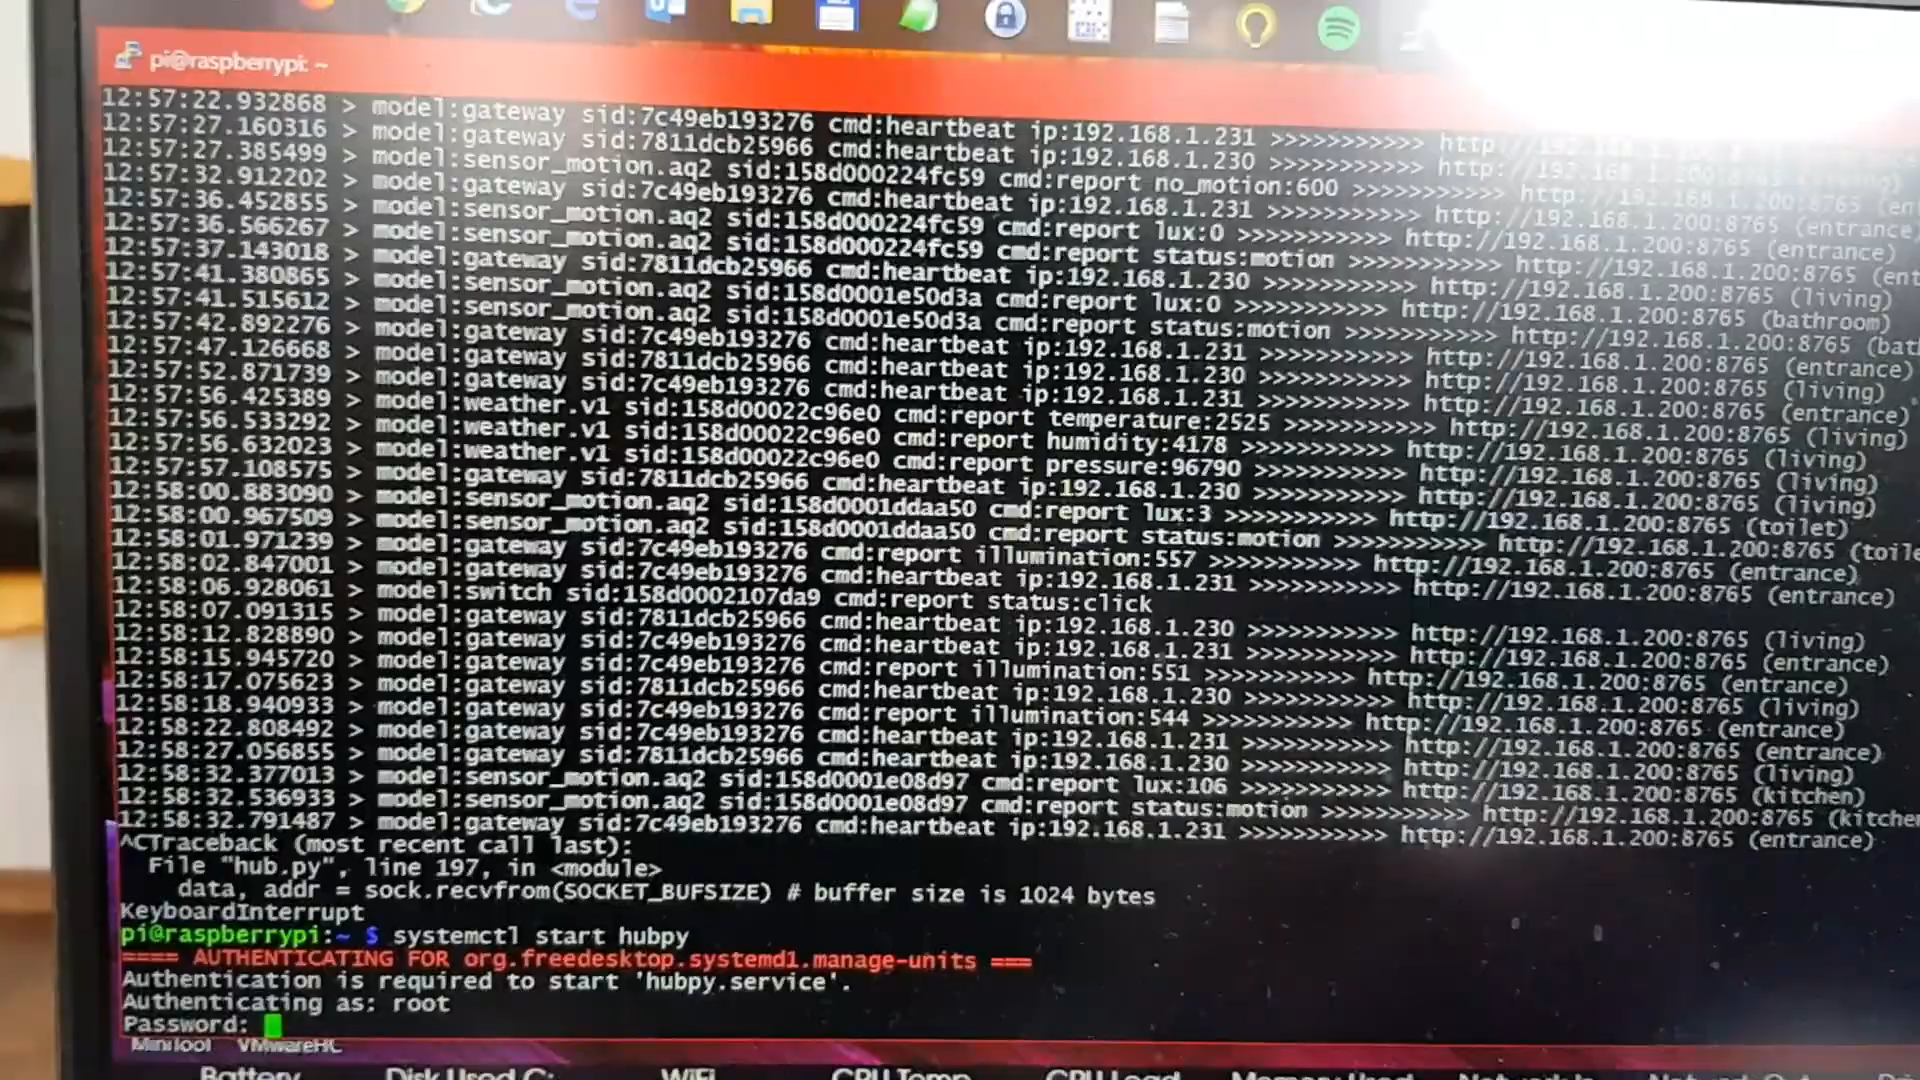 pi@raspberrypi: ~
12:57:22.932868 > model:gateway sid:7c49eb193276 cmd:heartbeat ip:192.168.1.231 >>>>>>>>>>> http://192.168.1
12:57:27.160316 > model:gateway sid:7811dcb25966 cmd:heartbeat ip:192.168.1.230 >>>>>>>>>>> http://192.168.1
12:57:27.385499 > model:sensor_motion.aq2 sid:158d000224fc59 cmd:report no_motion:600 >>>>>>>>>>> http://192.168.1.200:8765 (en
12:57:32.912202 > model:gateway sid:7c49eb193276 cmd:heartbeat ip:192.168.1.231 >>>>>>>>>>> http://192.168.1.200:8765 (entrance)
12:57:36.452855 > model:sensor_motion.aq2 sid:158d000224fc59 cmd:report lux:0 >>>>>>>>>>> http://192.168.1.200:8765 (entrance)
12:57:36.566267 > model:sensor_motion.aq2 sid:158d000224fc59 cmd:report status:motion >>>>>>>>>>> http://192.168.1.200:8765 (ent
12:57:37.143018 > model:gateway sid:7811dcb25966 cmd:heartbeat ip:192.168.1.230 >>>>>>>>>>> http://192.168.1.200:8765 (living)
12:57:41.380865 > model:sensor_motion.aq2 sid:158d0001e50d3a cmd:report lux:0 >>>>>>>>>>> http://192.168.1.200:8765 (bathroom)
12:57:41.515612 > model:sensor_motion.aq2 sid:158d0001e50d3a cmd:report status:motion >>>>>>>>>>> http://192.168.1.200:8765 (bat
12:57:42.892276 > model:gateway sid:7c49eb193276 cmd:heartbeat ip:192.168.1.231 >>>>>>>>>>> http://192.168.1.200:8765 (entrance)
12:57:47.126668 > model:gateway sid:7811dcb25966 cmd:heartbeat ip:192.168.1.230 >>>>>>>>>>> http://192.168.1.200:8765 (living)
12:57:52.871739 > model:gateway sid:7c49eb193276 cmd:heartbeat ip:192.168.1.231 >>>>>>>>>>> http://192.168.1.200:8765 (entrance)
12:57:56.425389 > model:weather.v1 sid:158d00022c96e0 cmd:report temperature:2525 >>>>>>>>>>> http://192.168.1.200:8765 (living)
12:57:56.533292 > model:weather.v1 sid:158d00022c96e0 cmd:report humidity:4178 >>>>>>>>>>> http://192.168.1.200:8765 (living)
12:57:56.632023 > model:weather.v1 sid:158d00022c96e0 cmd:report pressure:96790 >>>>>>>>>>> http://192.168.1.200:8765 (living)
12:57:57.108575 > model:gateway sid:7811dcb25966 cmd:heartbeat ip:192.168.1.230 >>>>>>>>>>> http://192.168.1.200:8765 (living)
12:58:00.883090 > model:sensor_motion.aq2 sid:158d0001ddaa50 cmd:report lux:3 >>>>>>>>>>> http://192.168.1.200:8765 (toilet)
12:58:00.967509 > model:sensor_motion.aq2 sid:158d0001ddaa50 cmd:report status:motion >>>>>>>>>>> http://192.168.1.200:8765 (toile
12:58:01.971239 > model:gateway sid:7c49eb193276 cmd:report illumination:557 >>>>>>>>>>> http://192.168.1.200:8765 (entrance)
12:58:02.847001 > model:gateway sid:7c49eb193276 cmd:heartbeat ip:192.168.1.231 >>>>>>>>>>> http://192.168.1.200:8765 (entrance)
12:58:06.928061 > model:switch sid:158d0002107da9 cmd:report status:click
12:58:07.091315 > model:gateway sid:7811dcb25966 cmd:heartbeat ip:192.168.1.230 >>>>>>>>>>> http://192.168.1.200:8765 (living)
12:58:12.828890 > model:gateway sid:7c49eb193276 cmd:heartbeat ip:192.168.1.231 >>>>>>>>>>> http://192.168.1.200:8765 (entrance)
12:58:15.945720 > model:gateway sid:7c49eb193276 cmd:report illumination:551 >>>>>>>>>>> http://192.168.1.200:8765 (entrance)
12:58:17.075623 > model:gateway sid:7811dcb25966 cmd:heartbeat ip:192.168.1.230 >>>>>>>>>>> http://192.168.1.200:8765 (living)
12:58:18.940933 > model:gateway sid:7c49eb193276 cmd:report illumination:544 >>>>>>>>>>> http://192.168.1.200:8765 (entrance)
12:58:22.808492 > model:gateway sid:7c49eb193276 cmd:heartbeat ip:192.168.1.231 >>>>>>>>>>> http://192.168.1.200:8765 (entrance)
12:58:27.056855 > model:gateway sid:7811dcb25966 cmd:heartbeat ip:192.168.1.230 >>>>>>>>>>> http://192.168.1.200:8765 (living)
12:58:32.377013 > model:sensor_motion.aq2 sid:158d0001e08d97 cmd:report lux:106 >>>>>>>>>>> http://192.168.1.200:8765 (kitchen)
12:58:32.536933 > model:sensor_motion.aq2 sid:158d0001e08d97 cmd:report status:motion >>>>>>>>>>> http://192.168.1.200:8765 (kitchen
12:58:32.791487 > model:gateway sid:7c49eb193276 cmd:heartbeat ip:192.168.1.231 >>>>>>>>>>> http://192.168.1.200:8765 (entrance)
^CTraceback (most recent call last):
File "hub.py", line 197, in <module>
data, addr = sock.recvfrom(SOCKET_BUFSIZE) # buffer size is 1024 bytes
KeyboardInterrupt
pi@raspberrypi:~ $ systemctl start hubpy
==== AUTHENTICATING FOR org.freedesktop.systemd1.manage-units ===
Authentication is required to start 'hubpy.service'.
Authenticating as: root
Password:
MiniTool VMwareHC
Battery Disk Used C: WiFi CPU Temp CPU Load Memory Used